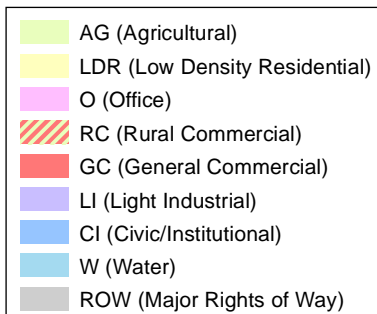 AG (Agricultural)
LDR (Low Density Residential)
O (Office)
RC (Rural Commercial)
GC (General Commercial)
LI (Light Industrial)
CI (Civic/Institutional)
W (Water)
ROW (Major Rights of Way)